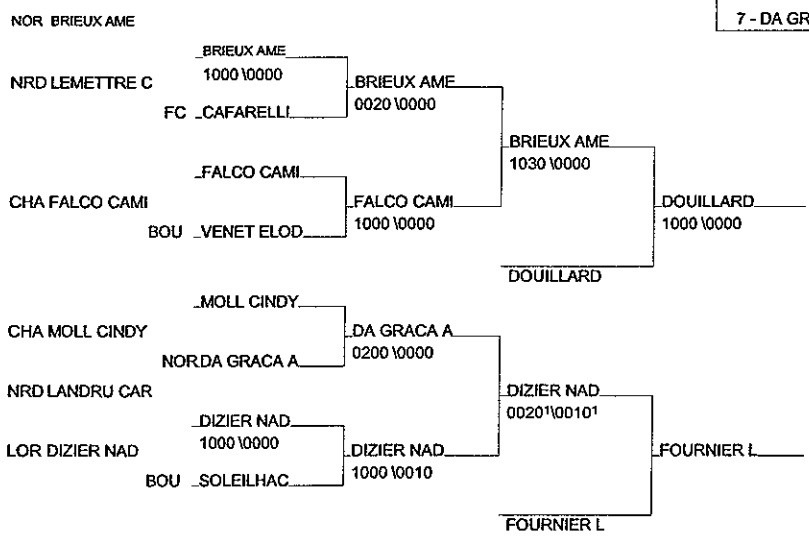 7 - DA GR
NOR BRIEUX AME
BRIEUX AME
1000 \0000
NRD LEMETTRE C
BRIEUX AME
0020 \0000
FC CAFARELLI
BRIEUX AME
1030 \0000
FALCO CAMI
CHA FALCO CAMI
FALCO CAMI
1000 \0000
DOUILLARD
1000 \0000
BOU VENET ELOD
DOUILLARD
MOLL CINDY
CHA MOLL CINDY
DA GRACA A
0200 \0000
NOR DA GRACA A
NRD LANDRU CAR
DIZIER NAD
00201\00101
DIZIER NAD
1000 \0000
LOR DIZIER NAD
DIZIER NAD
1000 \0010
FOURNIER L
BOU SOLEILHAC
FOURNIER L